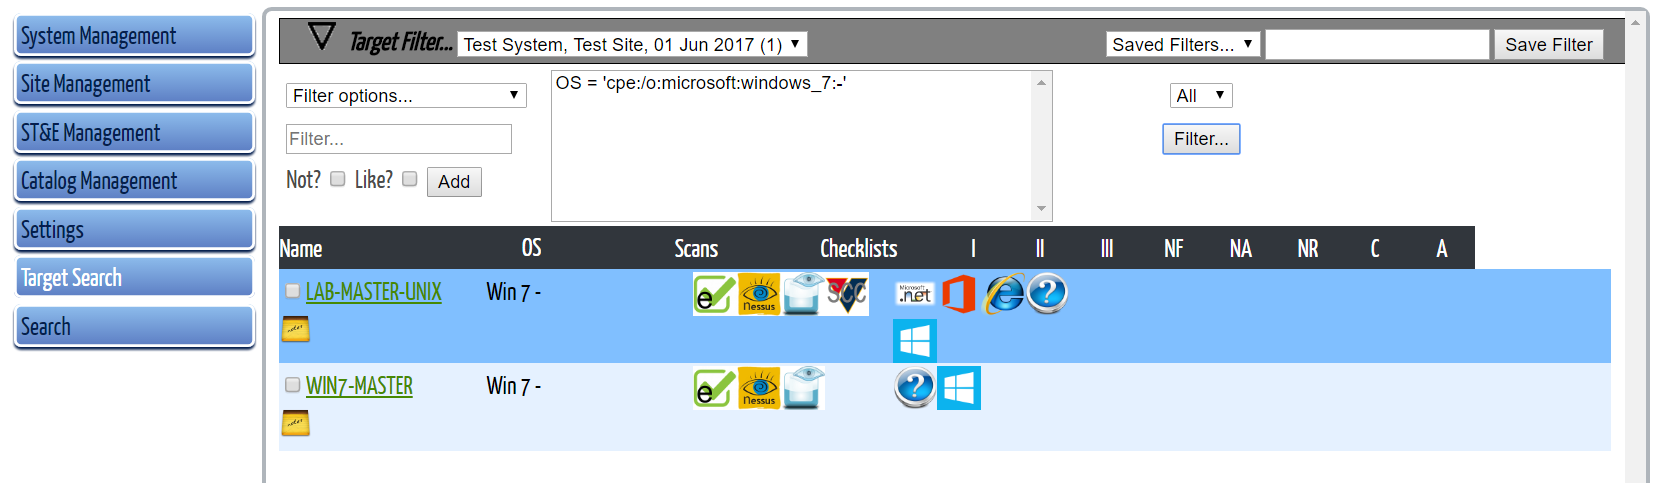 System Management
Site Management
ST&E Management
Catalog Management
Settings
Target Search
Search
Target Filter... Test System, Test Site, 01 Jun 2017 (1) Saved Filters... Save Filter
Filter options... OS = 'cpe:/o:microsoft:windows_7:-' All
Filter... Filter...
Not? Like? Add
Name OS Scans Checklists I II III NF NA NR C A
LAB-MASTER-UNIX Win 7 - e Nessus SCC Microsoft .net ?
notes
WIN7-MASTER Win 7 - e Nessus ?
notes